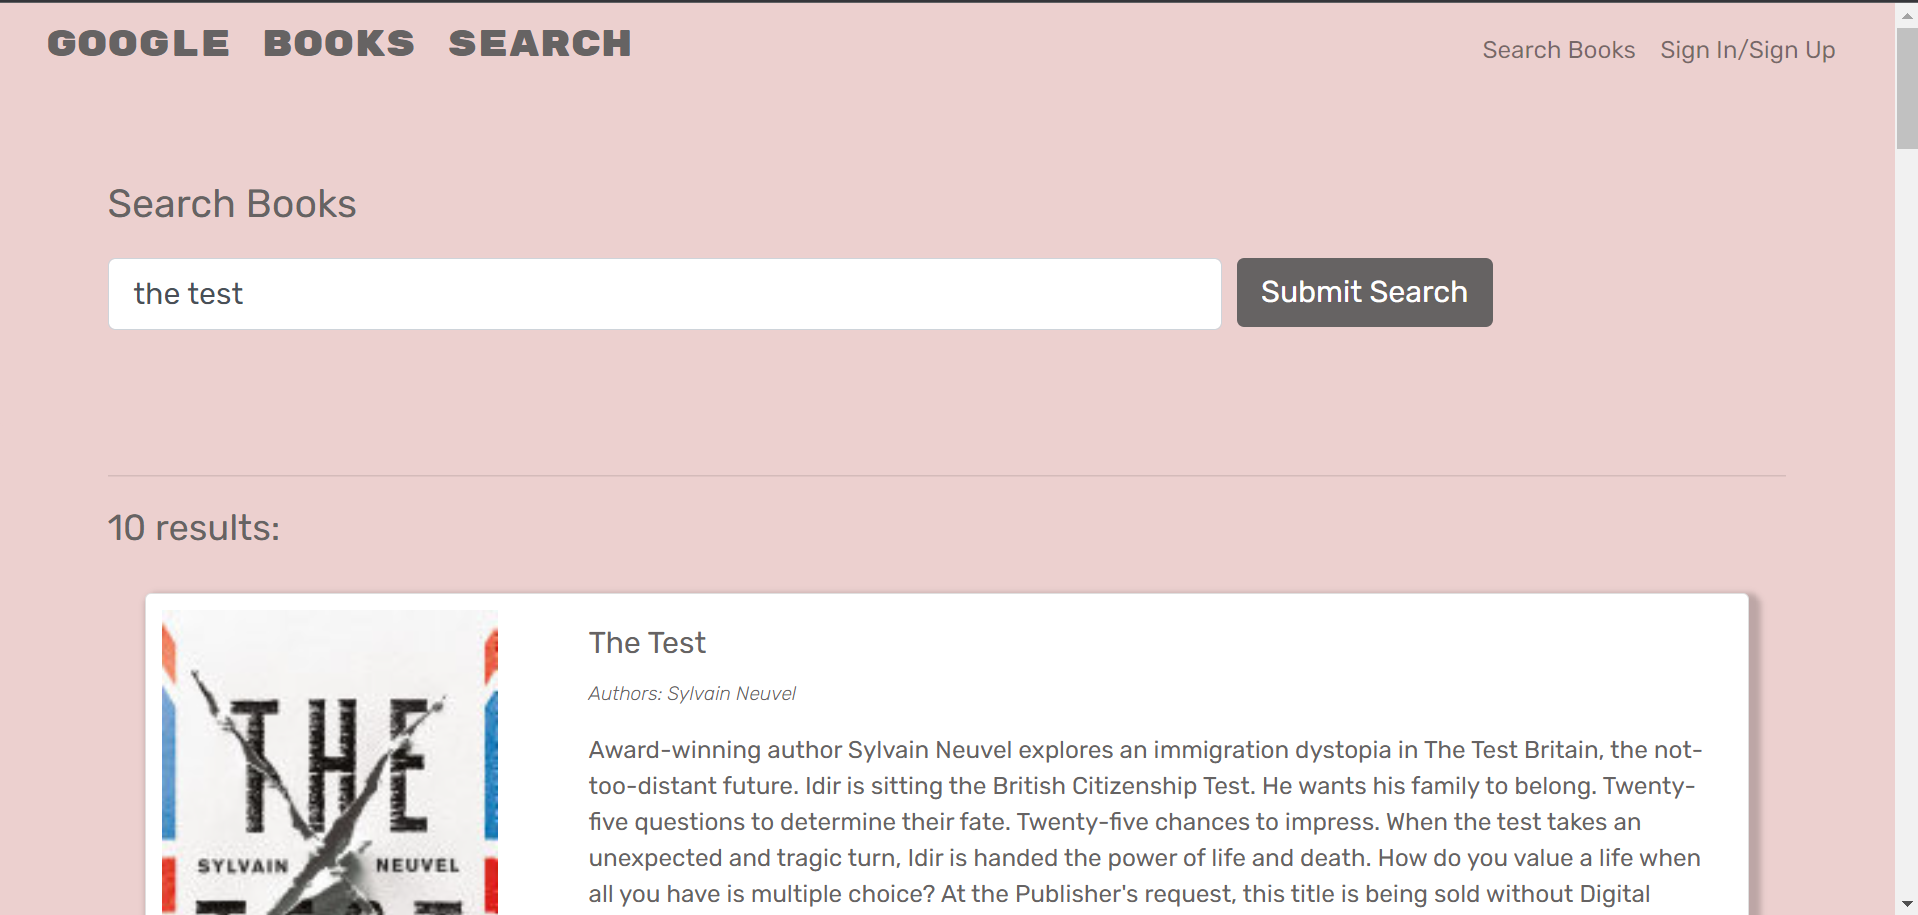 GOOGLE BOOKS SEARCH
Search Books Sign In/Sign Up
Search Books
the test
Submit Search
10 results:
The Test
Authors: Sylvain Neuvel
Award-winning author Sylvain Neuvel explores an immigration dystopia in The Test Britain, the not-
too-distant future. Idir is sitting the British Citizenship Test. He wants his family to belong. Twenty-
five questions to determine their fate. Twenty-five chances to impress. When the test takes an
unexpected and tragic turn, Idir is handed the power of life and death. How do you value a life when
all you have is multiple choice? At the Publisher's request, this title is being sold without Digital
THE
SYLVAIN NEUVEL